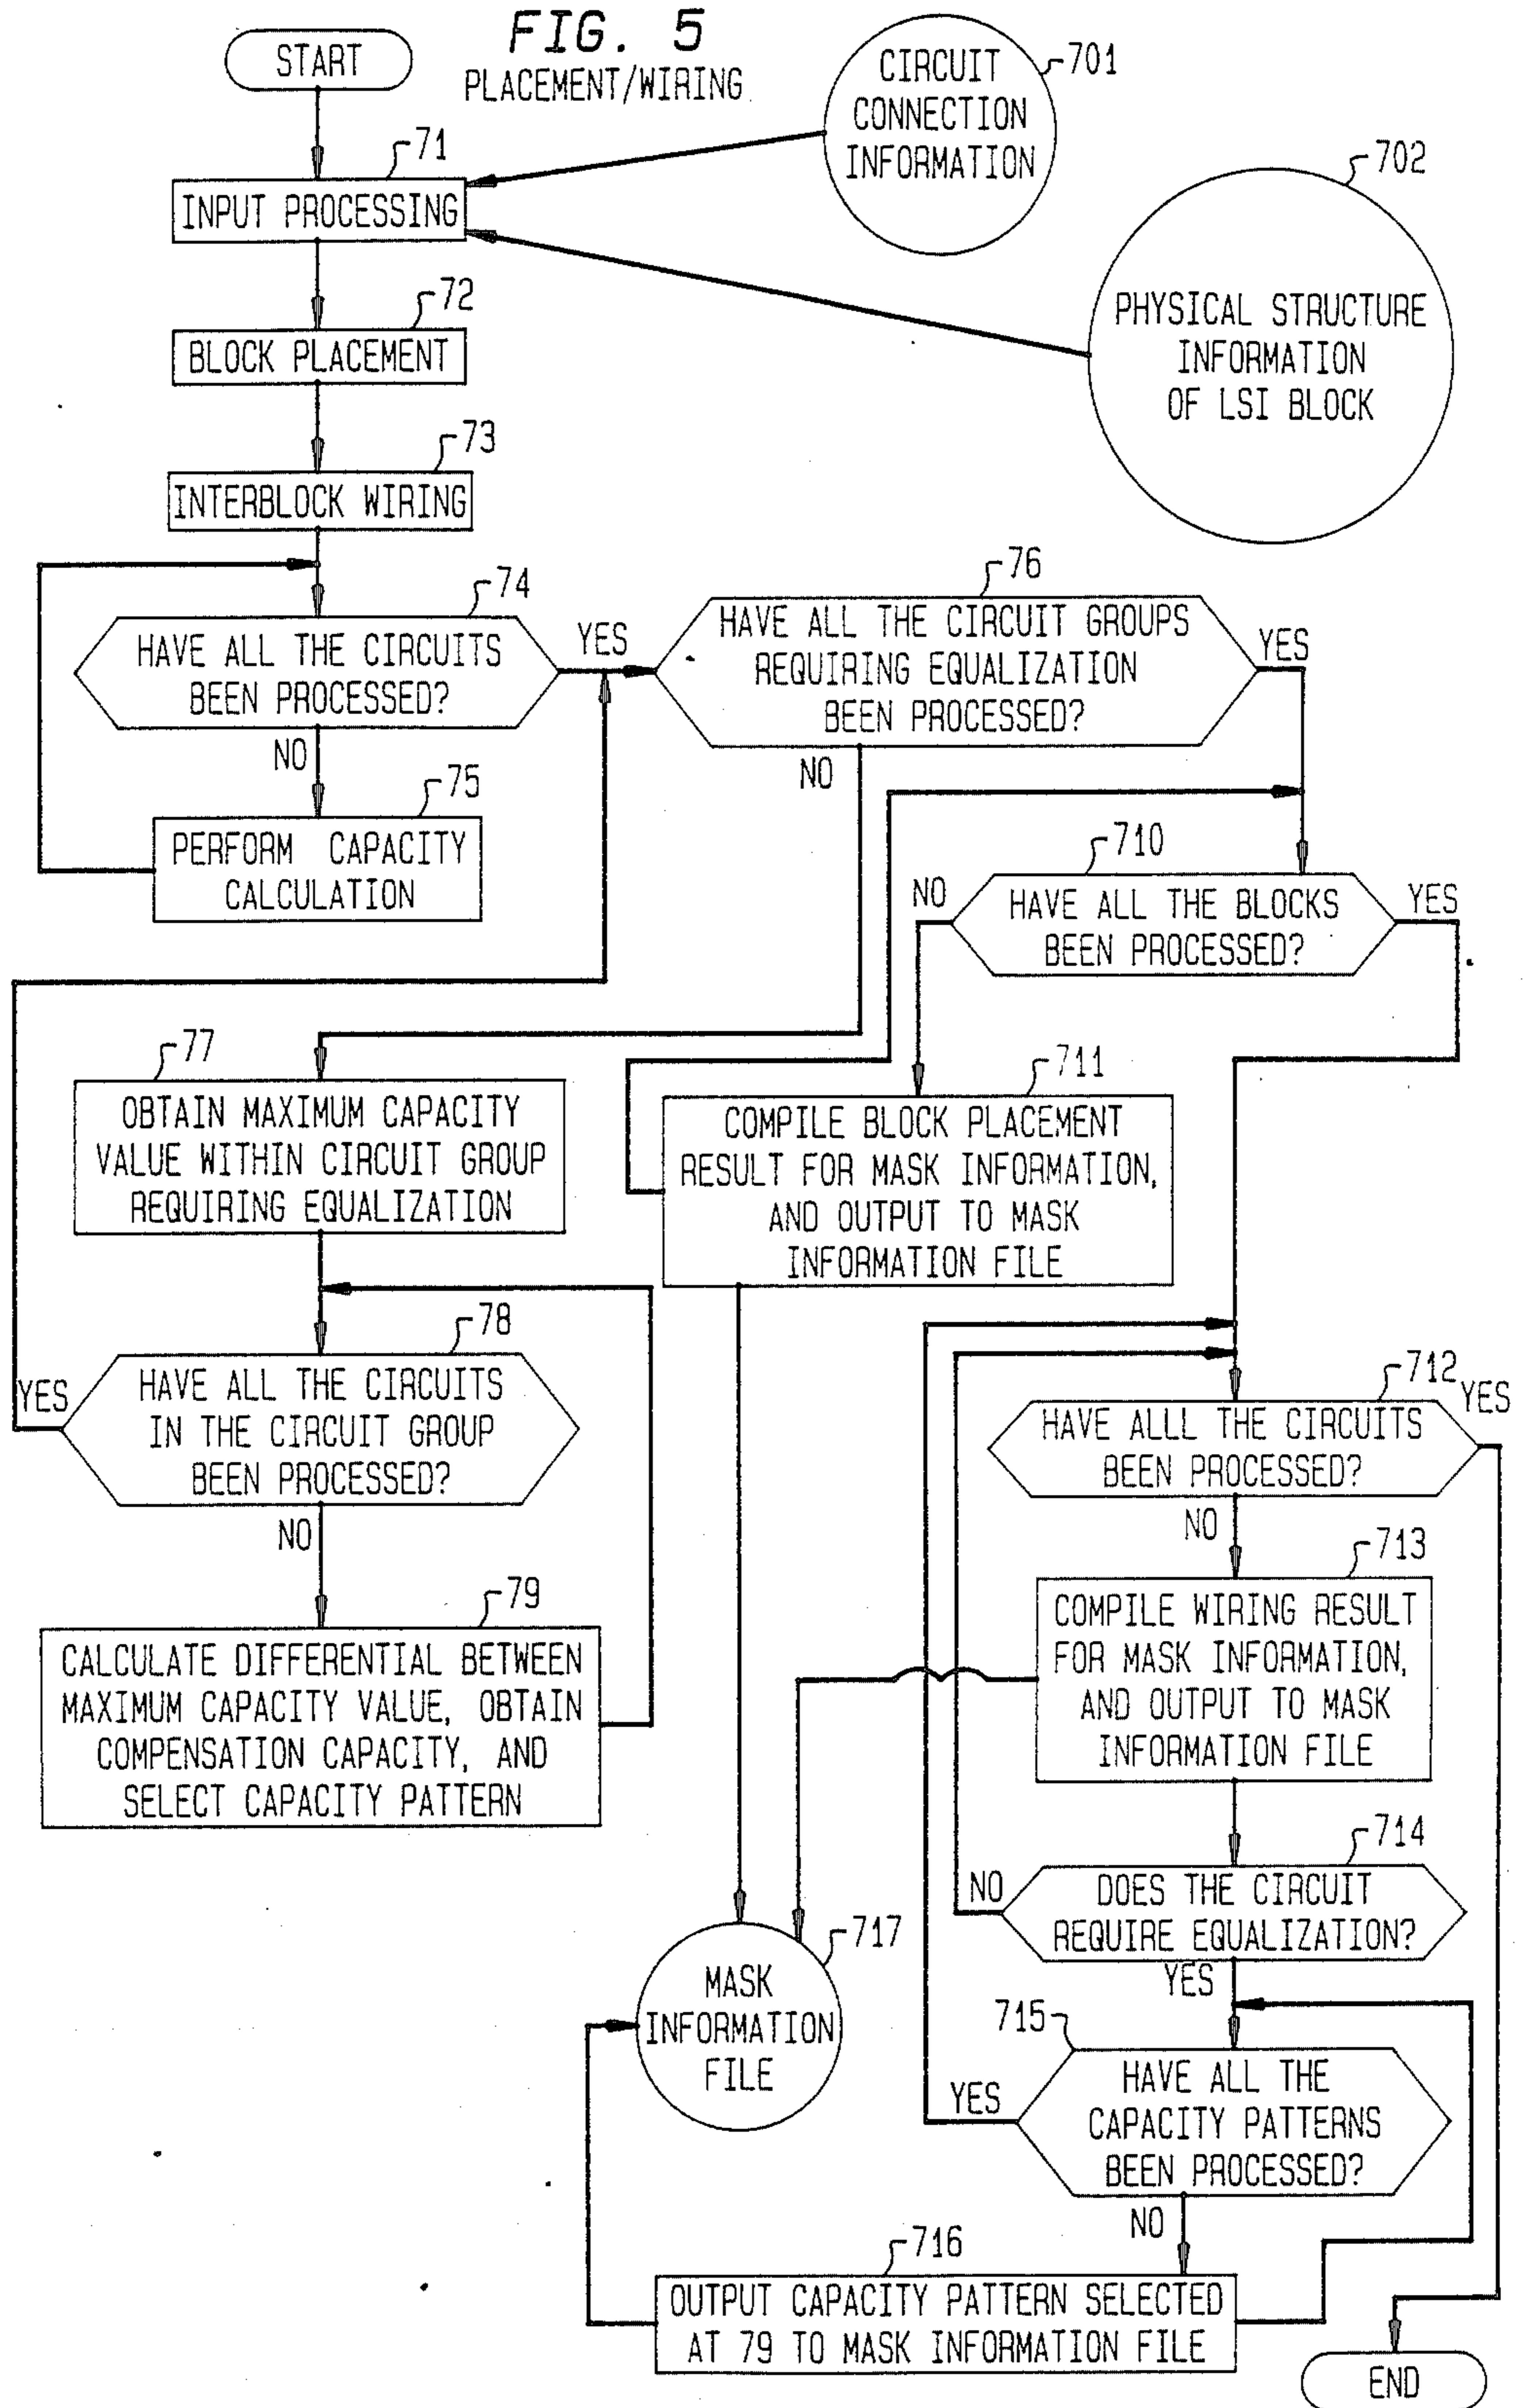 FIG. 5
PLACEMENT/WIRING
START
CIRCUIT
CONNECTION
INFORMATION
701
71
INPUT PROCESSING
702
PHYSICAL STRUCTURE
INFORMATION
OF LSI BLOCK
72
BLOCK PLACEMENT
73
INTERBLOCK WIRING
74
HAVE ALL THE CIRCUITS
BEEN PROCESSED?
YES
NO
75
PERFORM CAPACITY
CALCULATION
76
HAVE ALL THE CIRCUIT GROUPS
REQUIRING EQUALIZATION
BEEN PROCESSED?
YES
NO
710
NO
HAVE ALL THE BLOCKS
BEEN PROCESSED?
YES
77
OBTAIN MAXIMUM CAPACITY
VALUE WITHIN CIRCUIT GROUP
REQUIRING EQUALIZATION
711
COMPILE BLOCK PLACEMENT
RESULT FOR MASK INFORMATION,
AND OUTPUT TO MASK
INFORMATION FILE
78
YES
HAVE ALL THE CIRCUITS
IN THE CIRCUIT GROUP
BEEN PROCESSED?
NO
712
YES
HAVE ALLL THE CIRCUITS
BEEN PROCESSED?
NO
79
CALCULATE DIFFERENTIAL BETWEEN
MAXIMUM CAPACITY VALUE, OBTAIN
COMPENSATION CAPACITY, AND
SELECT CAPACITY PATTERN
713
COMPILE WIRING RESULT
FOR MASK INFORMATION,
AND OUTPUT TO MASK
INFORMATION FILE
714
NO
DOES THE CIRCUIT
REQUIRE EQUALIZATION?
YES
717
MASK
INFORMATION
FILE
715
YES
HAVE ALL THE
CAPACITY PATTERNS
BEEN PROCESSED?
NO
716
OUTPUT CAPACITY PATTERN SELECTED
AT 79 TO MASK INFORMATION FILE
END